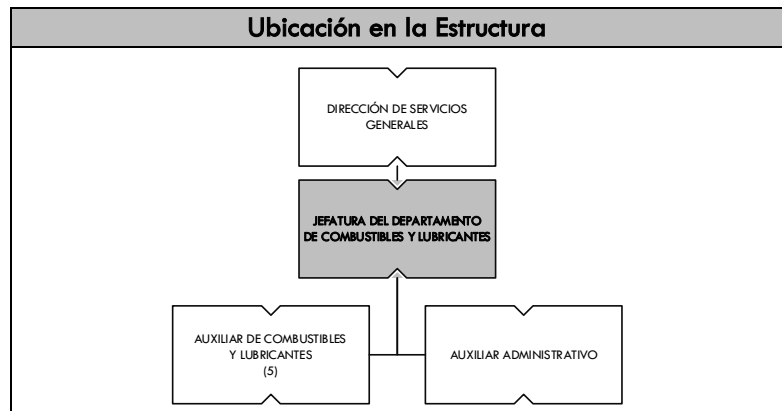 Ubicación en la Estructura
DIRECCIÓN DE SERVICIOS
GENERALES
JEFATURA DEL DEPARTAMENTO
DE COMBUSTIBLES Y LUBRICANTES
AUXILIAR DE COMBUSTIBLES
Y LUBRICANTES
(5)
AUXILIAR ADMINISTRATIVO